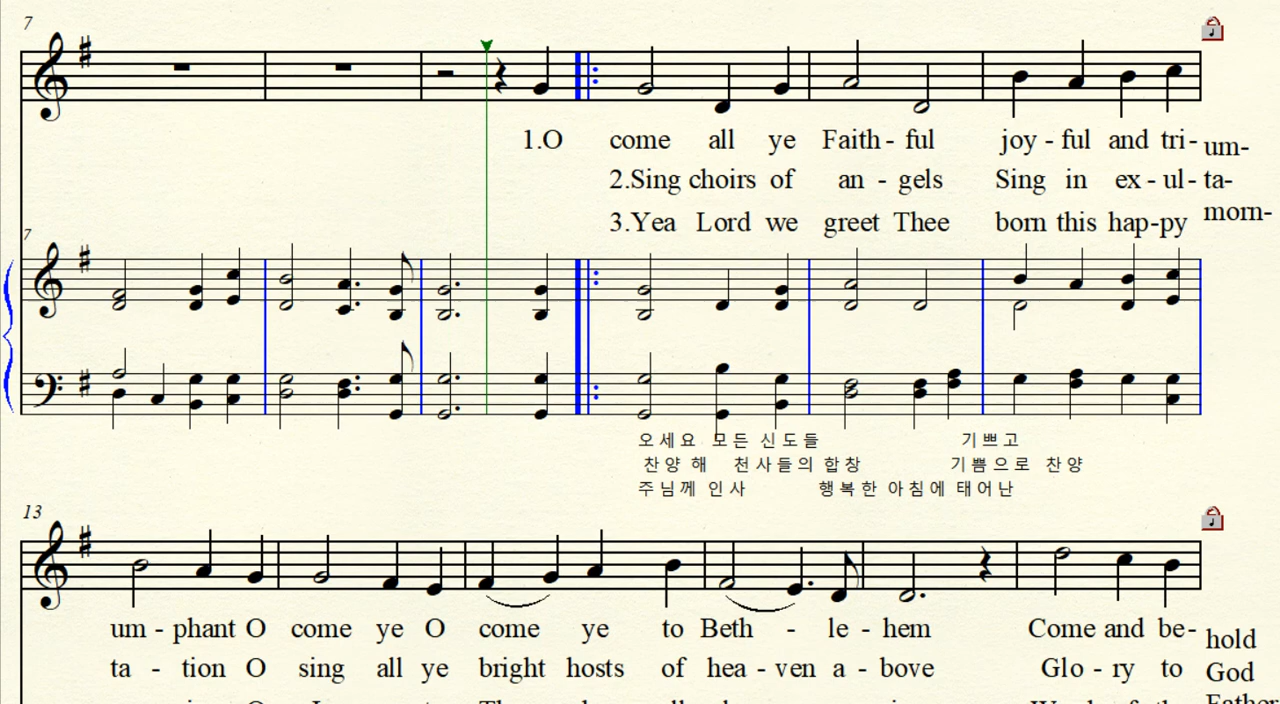 7
1.O come all ye Faith - ful joy - ful and tri - um-
2.Sing choirs of an - gels Sing in ex - ul - ta-
3.Yea Lord we greet Thee born this hap-py morn-
7
오세요 모든 신도들 기쁘고
찬양 해 천사들의 합창 기쁨으로 찬양
주님께 인사 행복한 아침에 태어난
13
um - phant O come ye O come ye to Beth - le - hem Come and be- hold
ta - tion O sing all ye bright hosts of hea - ven a - bove Glo - ry to God